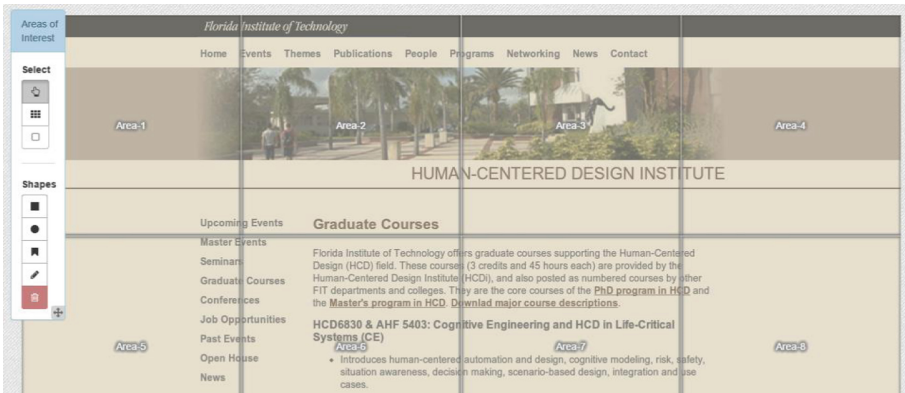 Areas of
Interest
Select
Shapes
Florida Institute of Technology
Home Events Themes Publications People Programs Networking News Contact
Area-1 Area-2 Area-3 Area-4
HUMAN-CENTERED DESIGN INSTITUTE
Upcoming Events
Master Events
Seminars
Graduate Courses
Conferences
Job Opportunities
Past Events
Open House
News
Graduate Courses
Florida Institute of Technology offers graduate courses supporting the Human-Centered
Design (HCD) field. These courses (3 credits and 45 hours each) are provided by the
Human-Centered Design Institute (HCDi), and also posted as numbered courses by other
FIT departments and colleges. They are the core courses of the PhD program in HCD and
the Master's program in HCD. Downlad major course descriptions.
HCD6830 & AHF 5403: Cognitive Engineering and HCD in Life-Critical
Systems (CE)
• Introduces human-centered automation and design, cognitive modeling, risk, safety,
situation awareness, decision making, scenario-based design, integration and use
cases.
Area-5 Area-6 Area-7 Area-8